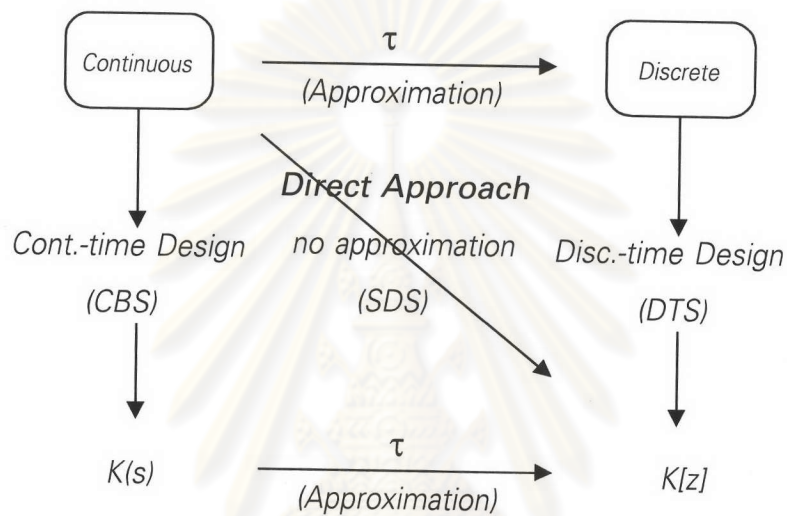 τ
Continuous
Discrete
(Approximation)
Direct Approach
Cont.-time Design
no approximation
Disc.-time Design
(CBS)
(SDS)
(DTS)
τ
K(s)
K[z]
(Approximation)